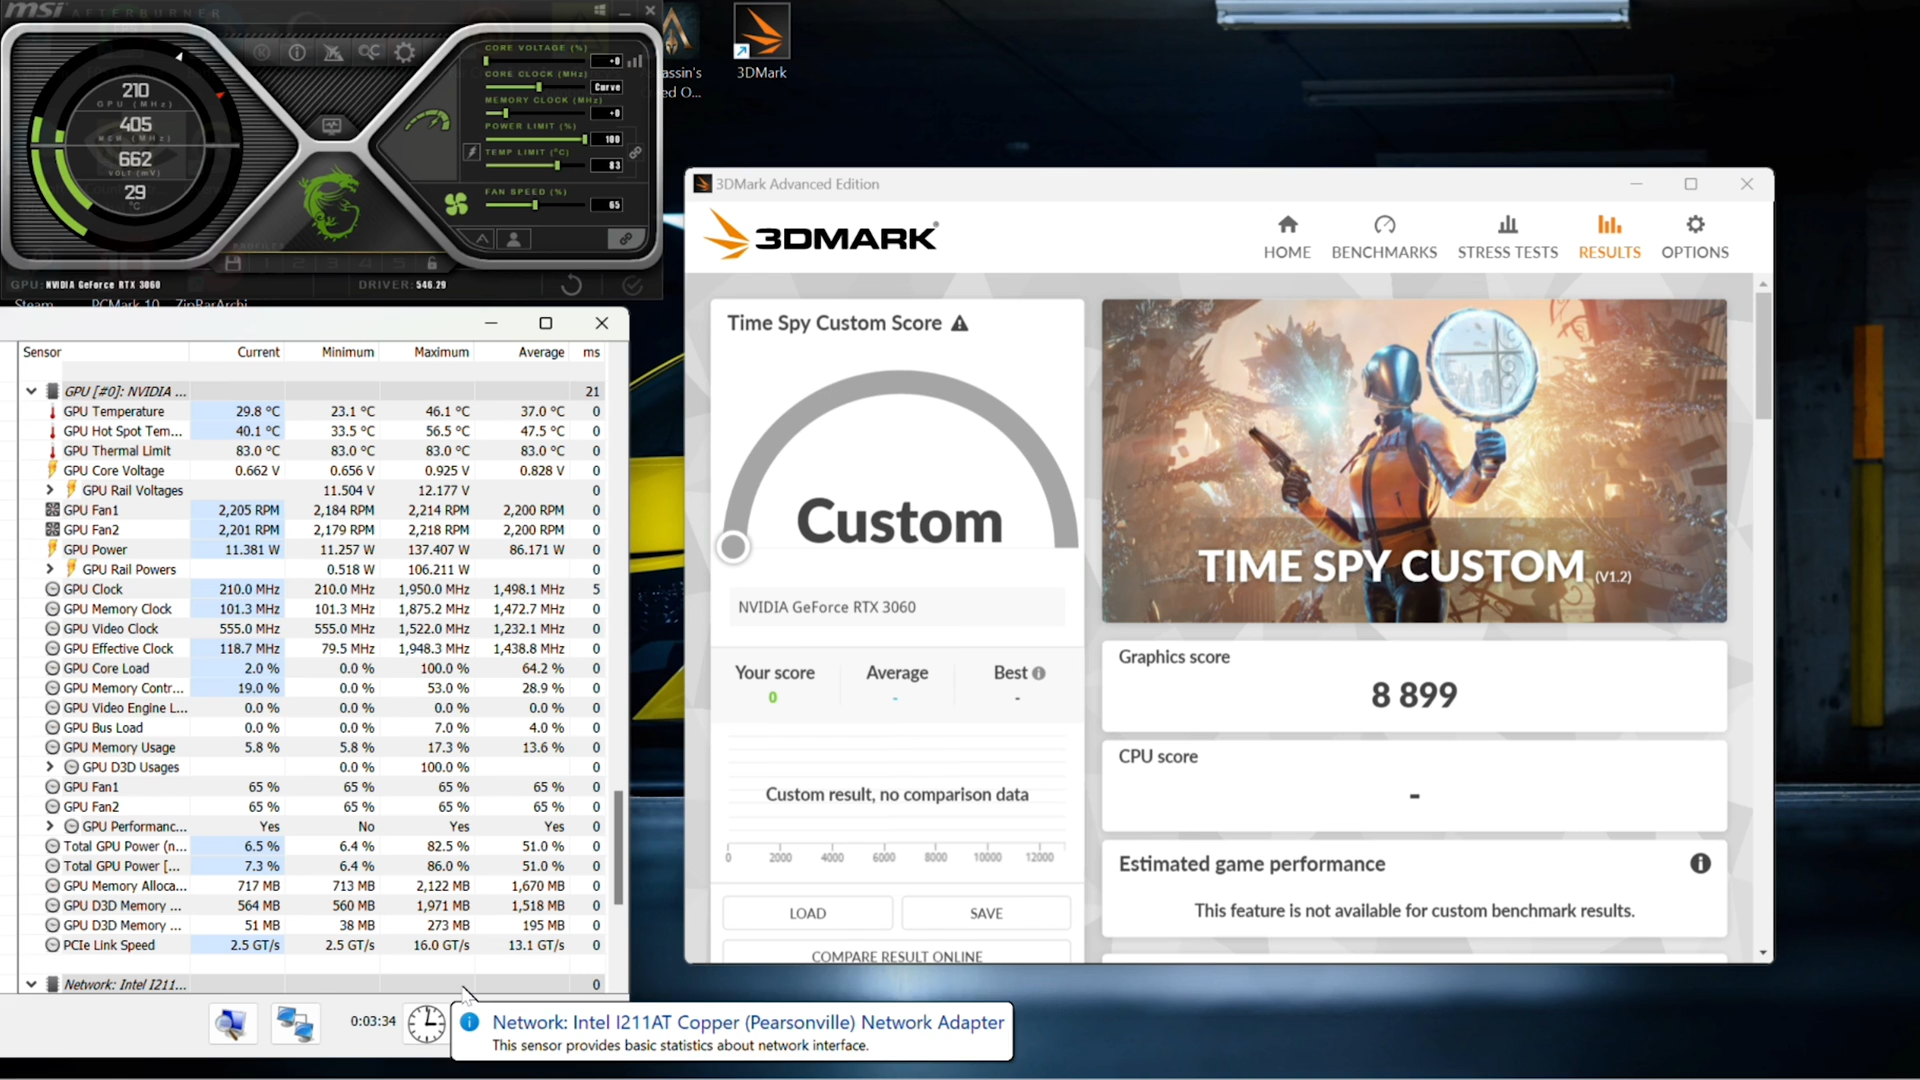 msi AFTERBURNER
210
GPU (MHz)
405
MEM (MHz)
662
VOLT (mV)
29
°C
CORE VOLTAGE (%)
+0
CORE CLOCK (MHz)
Curve
MEMORY CLOCK (MHz)
+0
POWER LIMIT (%)
100
TEMP LIMIT (°C)
83
FAN SPEED (%)
65
PROFILES
1 2 3 4 5
GPU: NVIDIA GeForce RTX 3060
DRIVER: 546.29
assin's
ed O...
3DMark
Steam
PCMark 10
ZipRarArchi
Sensor Current Minimum Maximum Average ms
GPU [#0]: NVIDIA ... 21
GPU Temperature 29.8 °C 23.1 °C 46.1 °C 37.0 °C 0
GPU Hot Spot Tem... 40.1 °C 33.5 °C 56.5 °C 47.5 °C 0
GPU Thermal Limit 83.0 °C 83.0 °C 83.0 °C 83.0 °C 0
GPU Core Voltage 0.662 V 0.656 V 0.925 V 0.828 V 0
GPU Rail Voltages 11.504 V 12.177 V 0
GPU Fan1 2,205 RPM 2,184 RPM 2,214 RPM 2,200 RPM 0
GPU Fan2 2,201 RPM 2,179 RPM 2,218 RPM 2,200 RPM 0
GPU Power 11.381 W 11.257 W 137.407 W 86.171 W 0
GPU Rail Powers 0.518 W 106.211 W 0
GPU Clock 210.0 MHz 210.0 MHz 1,950.0 MHz 1,498.1 MHz 5
GPU Memory Clock 101.3 MHz 101.3 MHz 1,875.2 MHz 1,472.7 MHz 0
GPU Video Clock 555.0 MHz 555.0 MHz 1,522.0 MHz 1,232.1 MHz 0
GPU Effective Clock 118.7 MHz 79.5 MHz 1,948.3 MHz 1,438.8 MHz 0
GPU Core Load 2.0 % 0.0 % 100.0 % 64.2 % 0
GPU Memory Contr... 19.0 % 0.0 % 53.0 % 28.9 % 0
GPU Video Engine L... 0.0 % 0.0 % 0.0 % 0.0 % 0
GPU Bus Load 0.0 % 0.0 % 7.0 % 4.0 % 0
GPU Memory Usage 5.8 % 5.8 % 17.3 % 13.6 % 0
GPU D3D Usages 0.0 % 100.0 % 0
GPU Fan1 65 % 65 % 65 % 65 % 0
GPU Fan2 65 % 65 % 65 % 65 % 0
GPU Performanc... Yes No Yes Yes 0
Total GPU Power (n... 6.5 % 6.4 % 82.5 % 51.0 % 0
Total GPU Power [... 7.3 % 6.4 % 86.0 % 51.0 % 0
GPU Memory Alloca... 717 MB 713 MB 2,122 MB 1,670 MB 0
GPU D3D Memory ... 564 MB 560 MB 1,971 MB 1,518 MB 0
GPU D3D Memory ... 51 MB 38 MB 273 MB 195 MB 0
PCIe Link Speed 2.5 GT/s 2.5 GT/s 16.0 GT/s 13.1 GT/s 0
Network: Intel I211... 0
0:03:34
Network: Intel I211AT Copper (Pearsonville) Network Adapter
This sensor provides basic statistics about network interface.
3DMark Advanced Edition
3DMARK®
HOME BENCHMARKS STRESS TESTS RESULTS OPTIONS
Time Spy Custom Score
Custom
NVIDIA GeForce RTX 3060
Your score Average Best
0 - -
Custom result, no comparison data
0 2000 4000 6000 8000 10000 12000
LOAD SAVE
COMPARE RESULT ONLINE
TIME SPY CUSTOM (V1.2)
Graphics score
8 899
CPU score
-
Estimated game performance
This feature is not available for custom benchmark results.